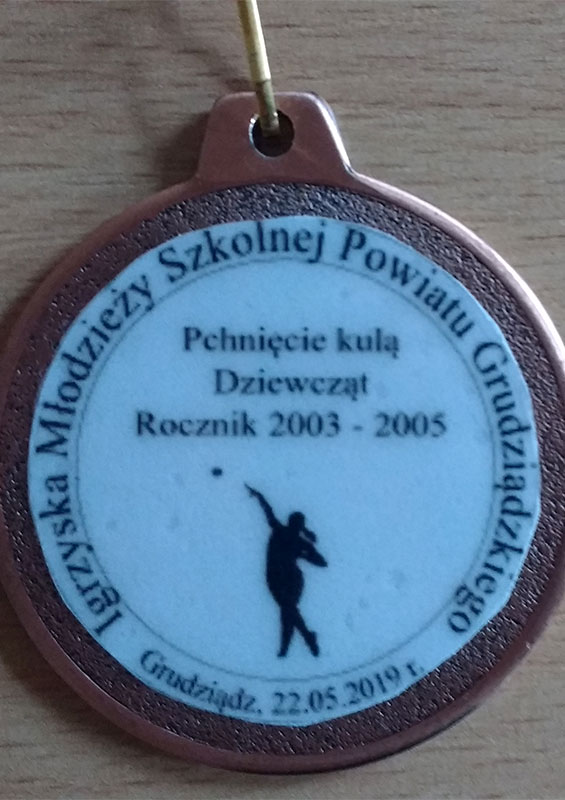 Igrzyska Młodzieży Szkolnej Powiatu Grudziądzkiego
Pchnięcie kulą
Dziewcząt
Rocznik 2003 - 2005
Grudziądz, 22.05.2019 r.